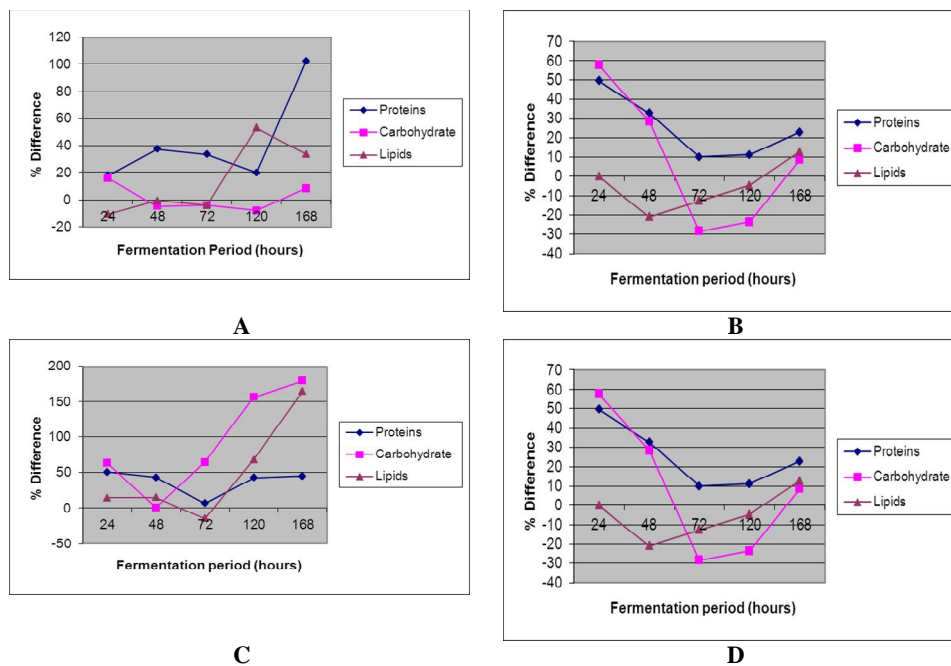 120
100
80
60
40
20
0
-20
% Difference
24 48 72 120 168
Fermentation Period (hours)
Proteins
Carbohydrate
Lipids
A
70
60
50
40
30
20
10
0
-10
-20
-30
-40
% Difference
24 48 72 120 168
Fermentation period (hours)
Proteins
Carbohydrate
Lipids
B
200
150
100
50
0
-50
% Difference
24 48 72 120 168
Fermentation period (hours)
Proteins
Carbohydrate
Lipids
C
70
60
50
40
30
20
10
0
-10
-20
-30
-40
% Difference
24 48 72 120 168
Fermentation period (hours)
Proteins
Carbohydrate
Lipids
D